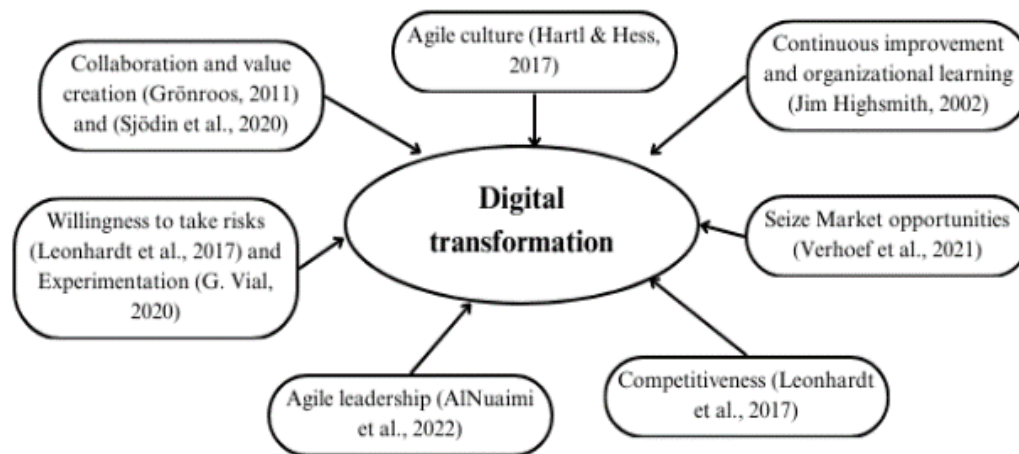 Agile culture (Hartl & Hess,
2017)
Collaboration and value
creation (Grönroos, 2011)
and (Sjödin et al., 2020)
Continuous improvement
and organizational learning
(Jim Highsmith, 2002)
Digital
transformation
Willingness to take risks
(Leonhardt et al., 2017) and
Experimentation (G. Vial,
2020)
Seize Market opportunities
(Verhoef et al., 2021)
Agile leadership (AlNuaimi
et al., 2022)
Competitiveness (Leonhardt
et al., 2017)